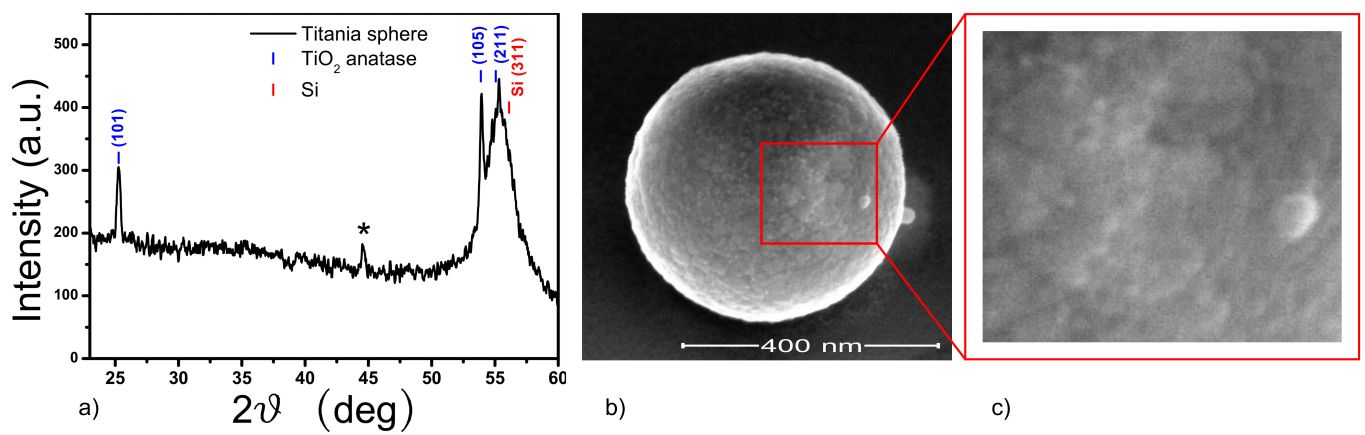 500
400
300
200
100
0
Intensity (a.u.)
Titania sphere
TiO2 anatase
Si
(101)
*
(105)
(211)
Si (311)
25
30
35
40
45
50
55
60
2ϑ (deg)
a)
400 nm
b)
c)